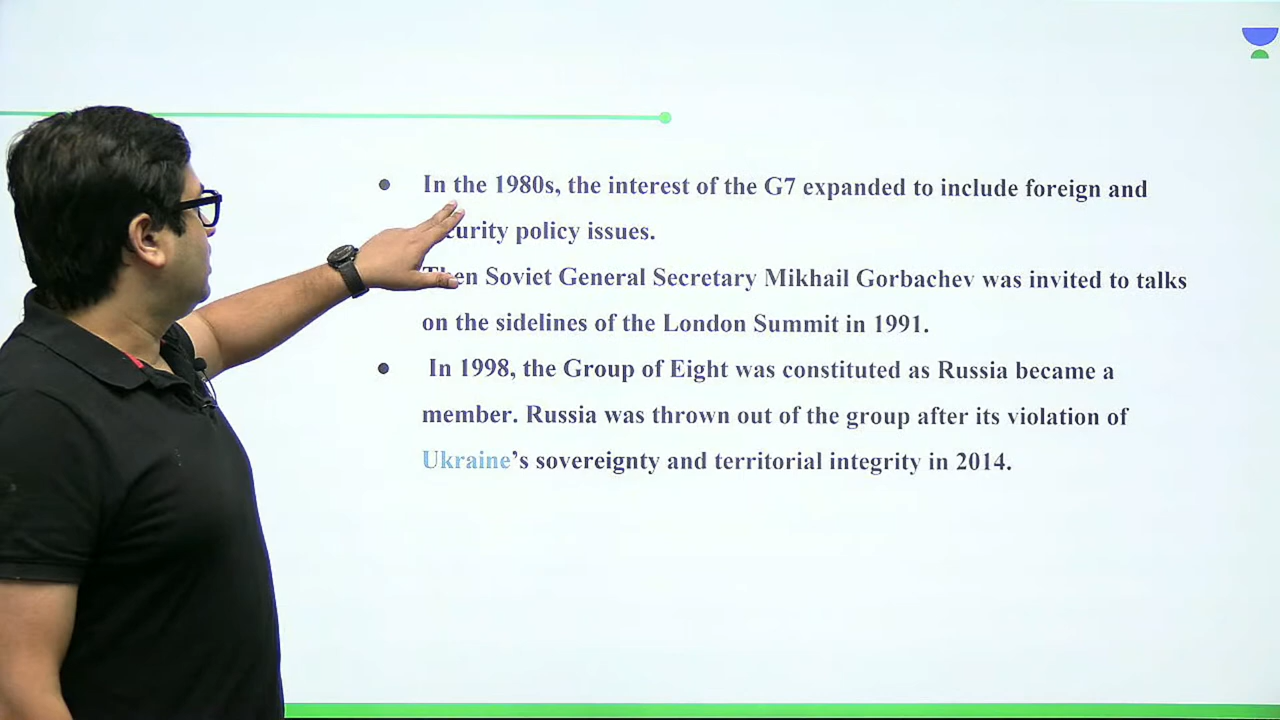 In the 1980s, the interest of the G7 expanded to include foreign and
policy issues.
Then Soviet General Secretary Mikhail Gorbachev was invited to talks
on the sidelines of the London Summit in 1991.
In 1998, the Group of Eight was constituted as Russia became a
member. Russia was thrown out of the group after its violation of
Ukraine's sovereignty and territorial integrity in 2014.